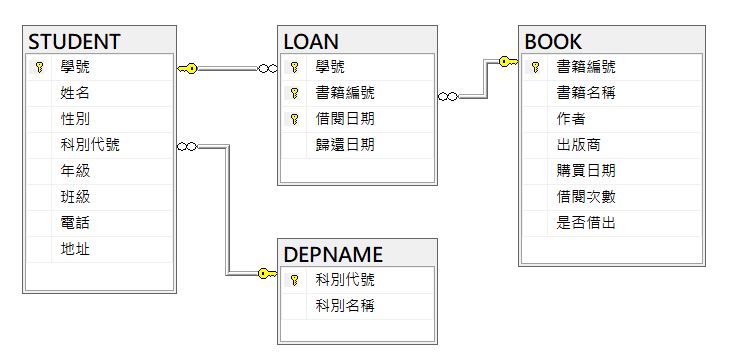 STUDENT
學號
姓名
性別
科別代號
年級
班級
電話
地址
LOAN
學號
書籍編號
借閱日期
歸還日期
BOOK
書籍編號
書籍名稱
作者
出版商
購買日期
借閱次數
是否借出
DEPNAME
科別代號
科別名稱